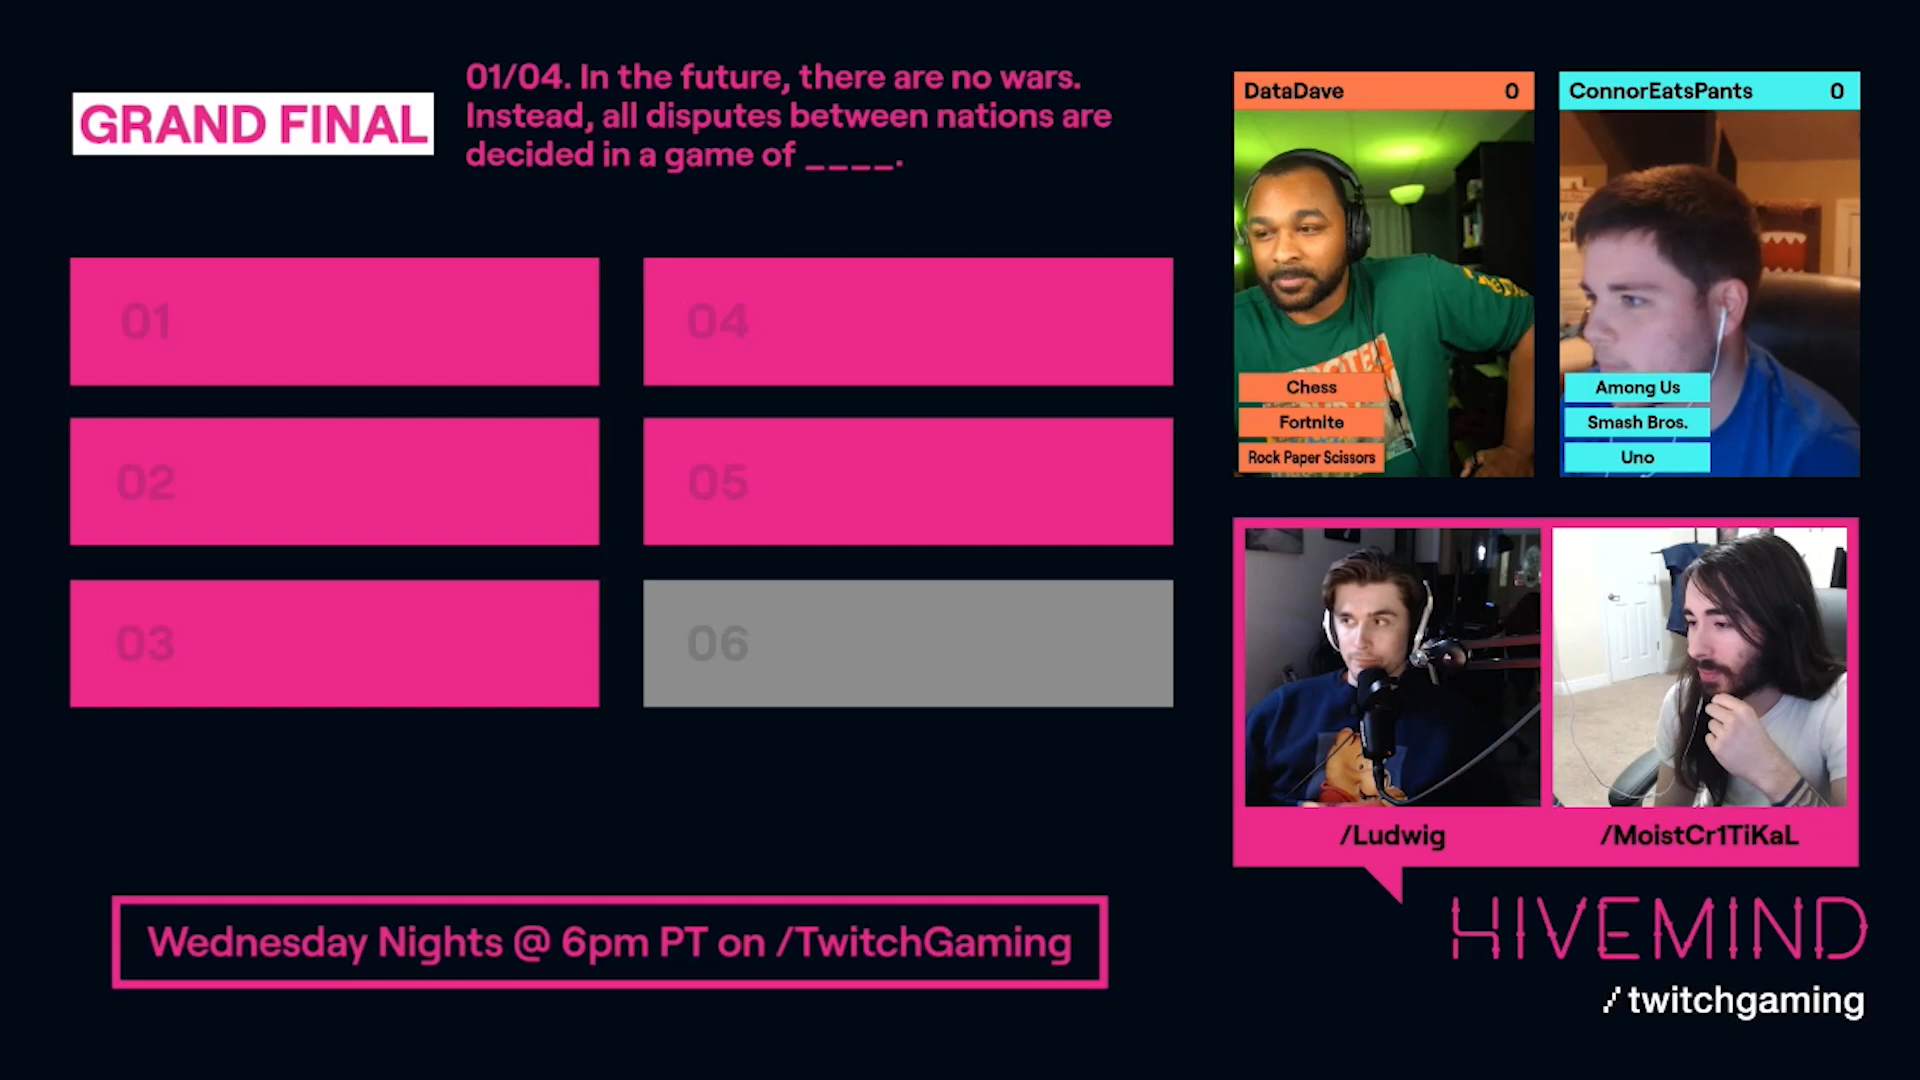 GRAND FINAL
01/04. In the future, there are no wars.
Instead, all disputes between nations are
decided in a game of ____.
01
04
02
05
03
06
Wednesday Nights @ 6pm PT on /TwitchGaming
DataDave 0
Chess
Fortnite
Rock Paper Scissors
ConnorEatsPants 0
Among Us
Smash Bros.
Uno
/Ludwig
/MoistCr1TiKaL
HIVEMIND
/twitchgaming